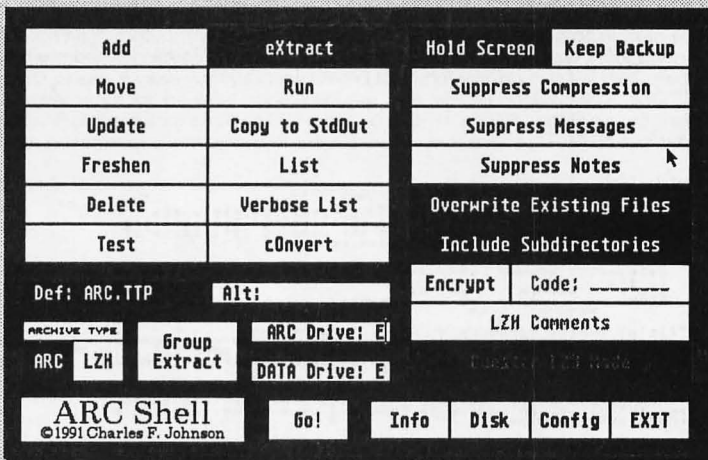 Add
eXtract
Hold Screen
Keep Backup
Move
Run
Suppress Compression
Update
Copy to StdOut
Suppress Messages
Freshen
List
Suppress Notes
Delete
Verbose List
Overwrite Existing Files
Test
cOnvert
Include Subdirectories
Def: ARC.TTP
Alt:
Encrypt
Code: ________
ARCHIVE TYPE
ARC
LZH
Group
Extract
ARC Drive: E
DATA Drive: E
LZH Comments
LZH Mode
ARC Shell
©1991 Charles F. Johnson
Go!
Info
Disk
Config
EXIT